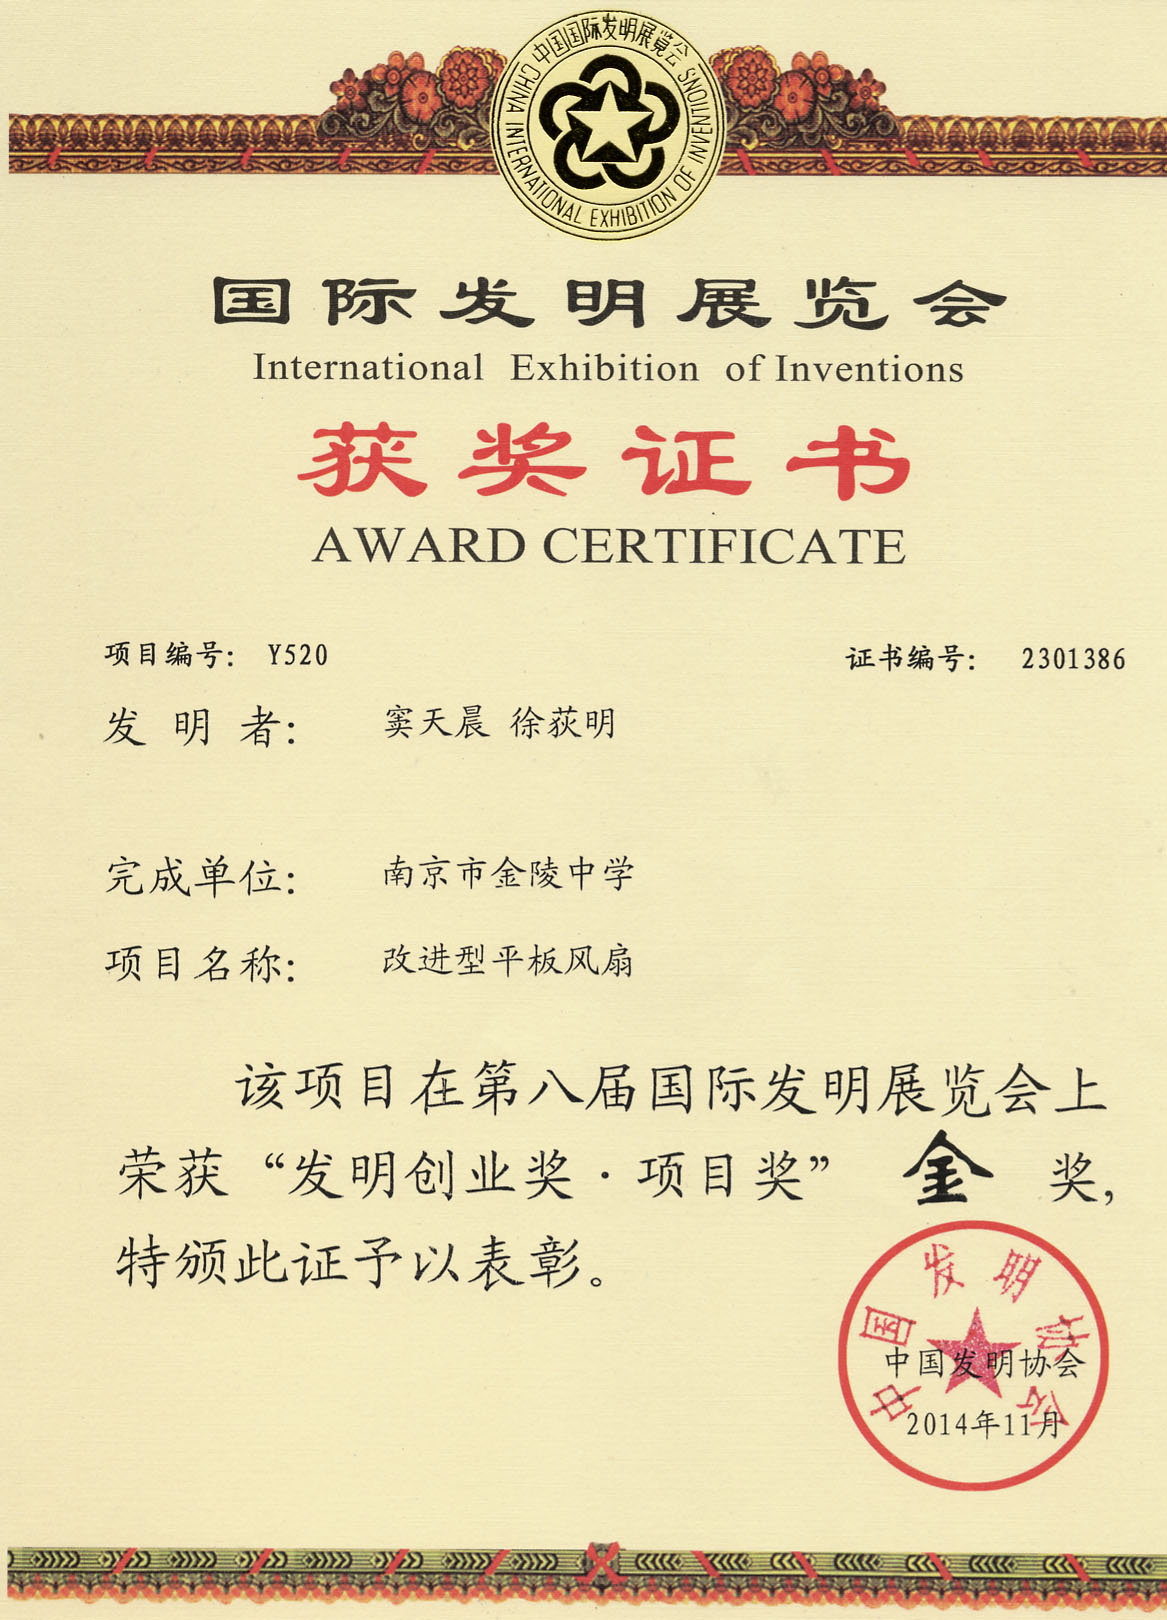 中国国际发明展览会
CHINA INTERNATIONAL EXHIBITION OF INVENTIONS
国际发明展览会
International Exhibition of Inventions
获奖证书
AWARD CERTIFICATE
项目编号： Y520
证书编号： 2301386
发明者： 窦天晨 徐荻明
完成单位： 南京市金陵中学
项目名称： 改进型平板风扇
该项目在第八届国际发明展览会上
荣获“发明创业奖·项目奖” 金 奖，
特颁此证予以表彰。
中国发明协会
中国发明协会
2014年11月